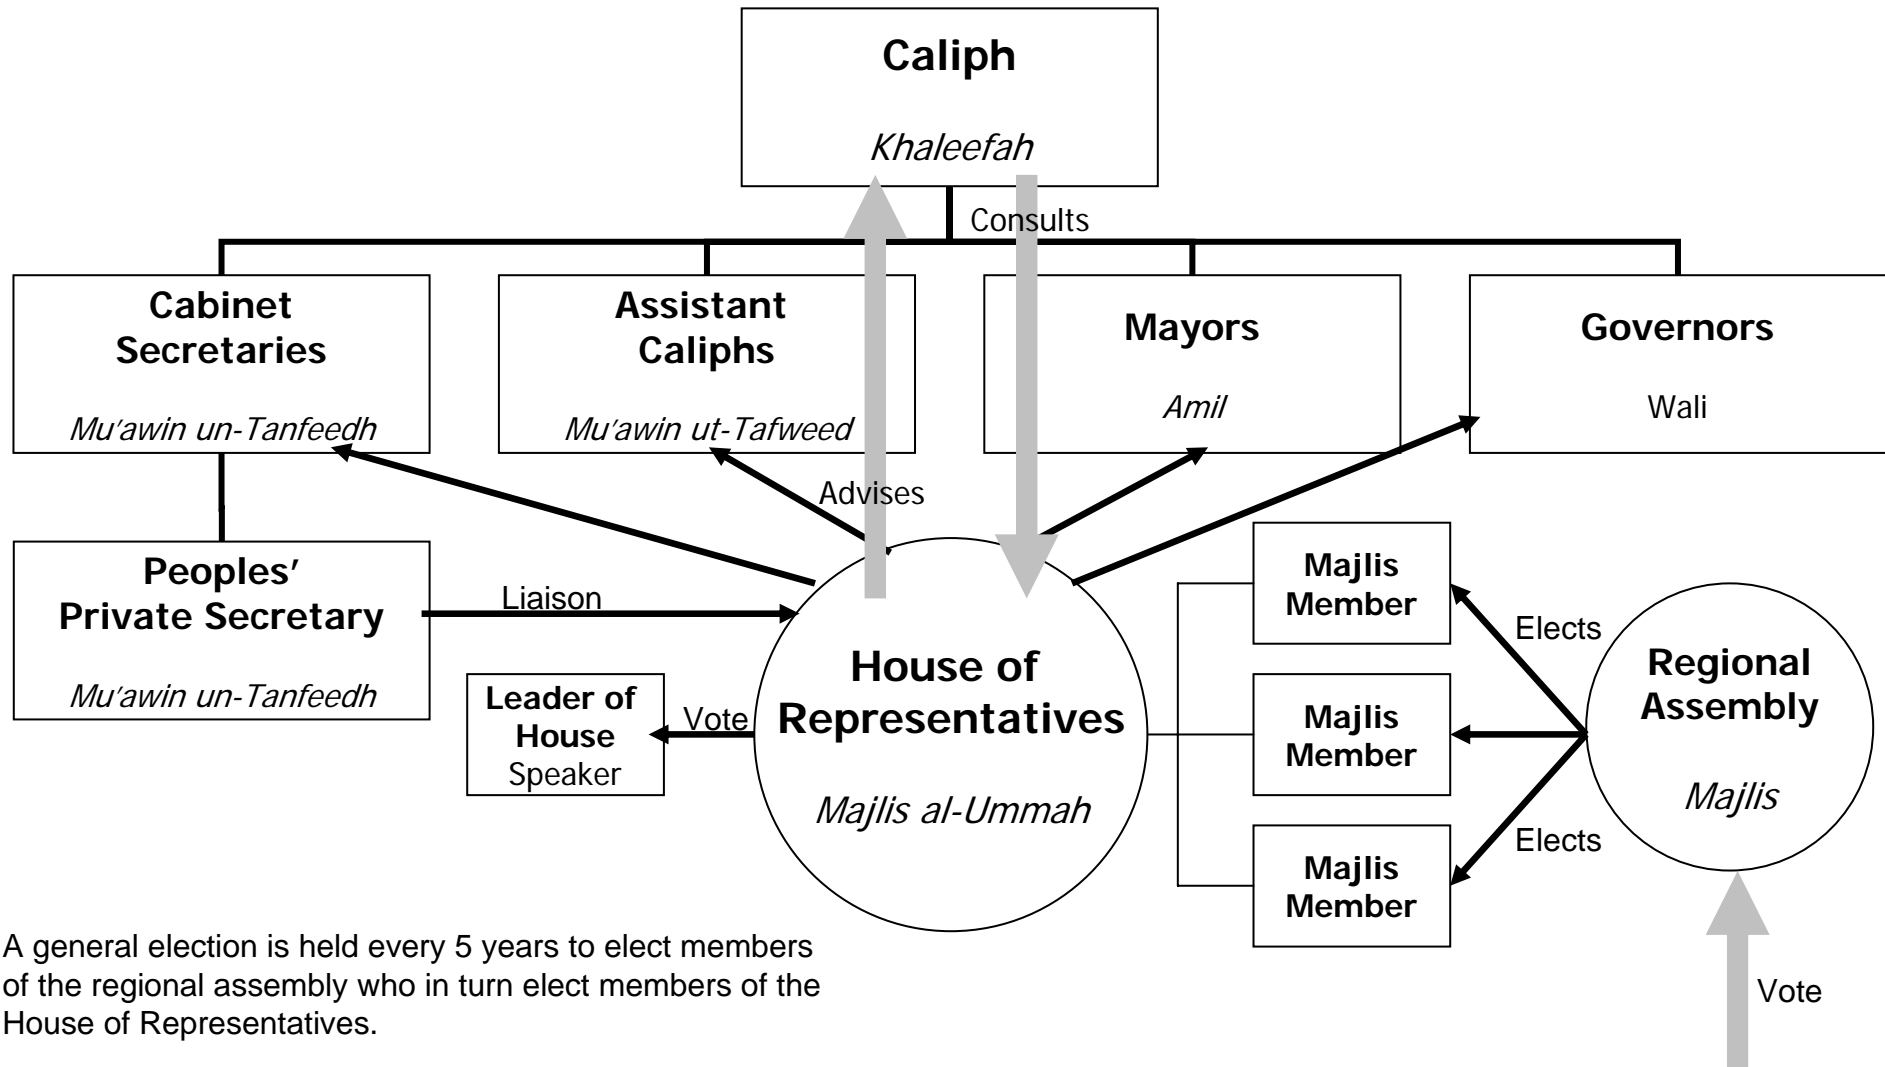 Caliph
Khaleefah
Consults
Cabinet
Secretaries
Mu’awin un-Tanfeedh
Assistant
Caliphs
Mu’awin ut-Tafweed
Mayors
Amil
Governors
Wali
Advises
Peoples’
Private Secretary
Mu’awin un-Tanfeedh
Liaison
Leader of
House
Speaker
Vote
House of
Representatives
Majlis al-Ummah
Majlis
Member
Majlis
Member
Majlis
Member
Elects
Elects
Regional
Assembly
Majlis
Vote
A general election is held every 5 years to elect members
of the regional assembly who in turn elect members of the
House of Representatives.